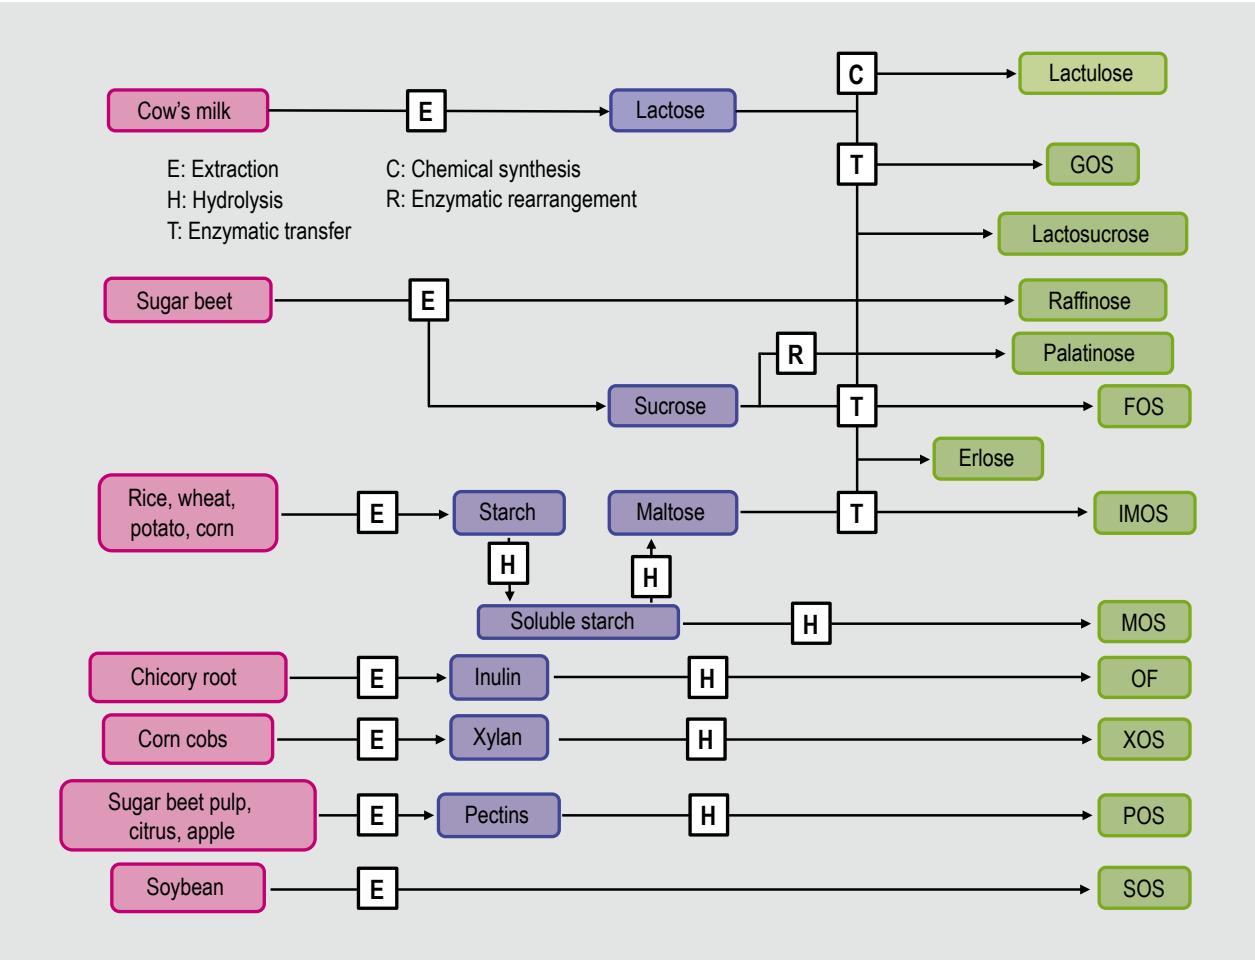 C
Lactulose
Cow's milk
E
Lactose
T
GOS
E: Extraction
C: Chemical synthesis
H: Hydrolysis
R: Enzymatic rearrangement
T: Enzymatic transfer
Lactosucrose
Sugar beet
E
Raffinose
R
Palatinose
Sucrose
T
FOS
Erlose
Rice, wheat,
potato, corn
E
Starch
Maltose
T
IMOS
H
H
Soluble starch
H
MOS
Chicory root
E
Inulin
H
OF
Corn cobs
E
Xylan
H
XOS
Sugar beet pulp,
citrus, apple
E
Pectins
H
POS
Soybean
E
SOS